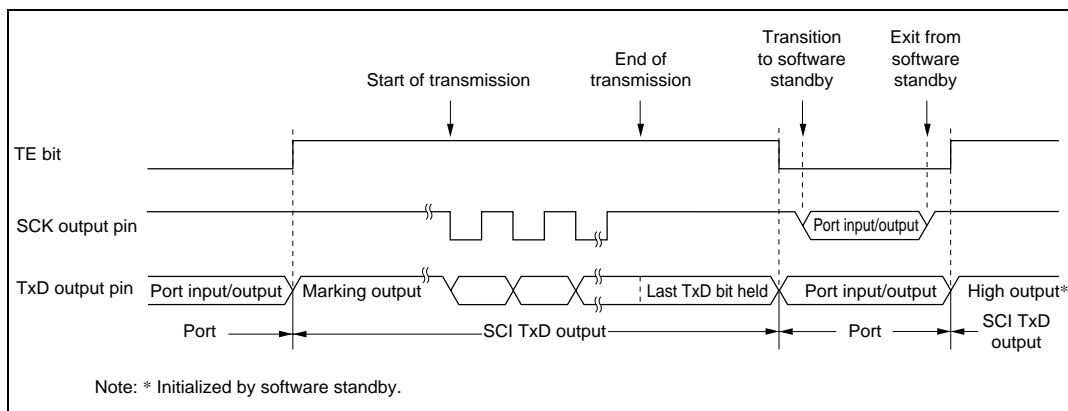 Transition
to software
standby
Exit from
software
standby
End of
transmission
Start of transmission
TE bit
SCK output pin
Port input/output
TxD output pin
Port input/output
Marking output
Last TxD bit held
Port input/output
High output*
Port
SCI TxD output
Port
SCI TxD
output
Note: * Initialized by software standby.